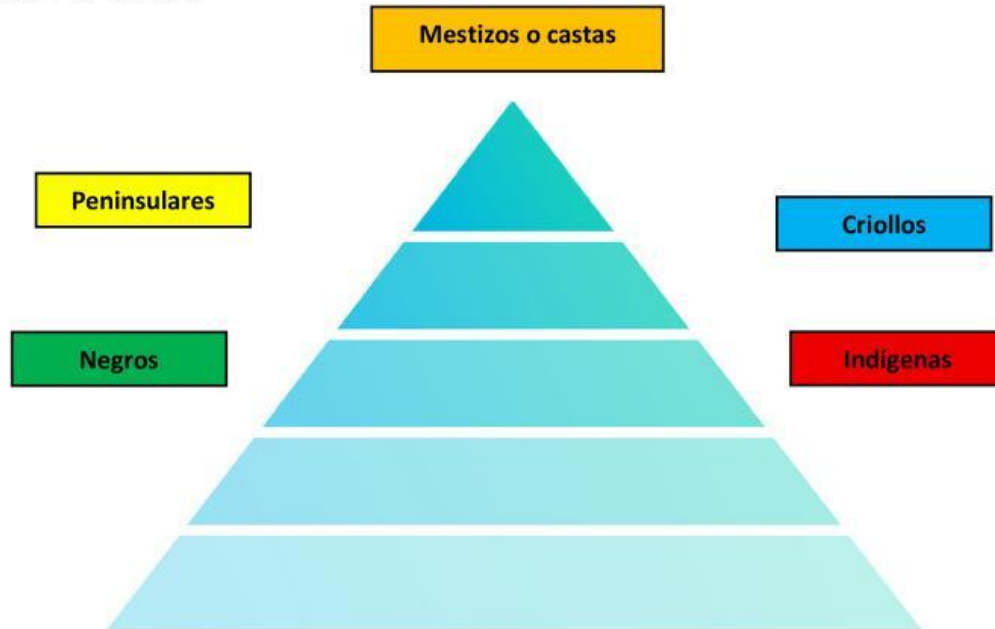 Mestizos o castas
Peninsulares
Criollos
Negros
Indígenas